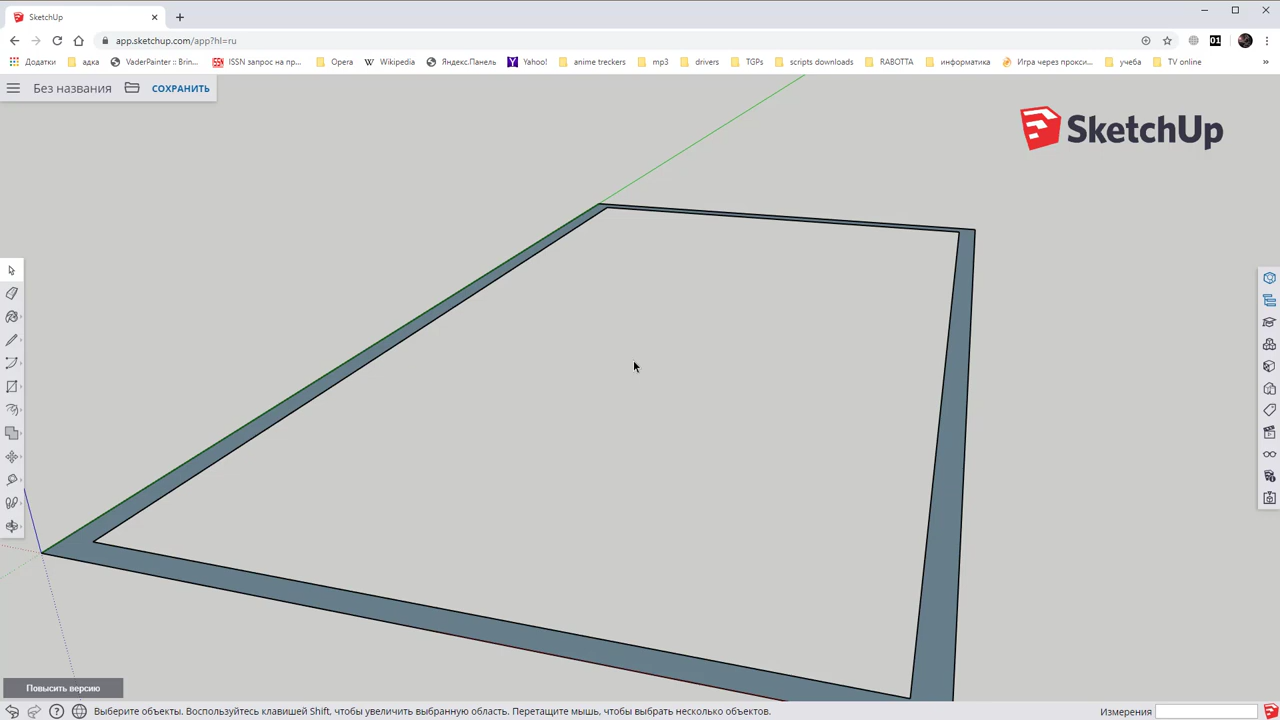 SketchUp
app.sketchup.com/app?hl=ru
Додатки
адка
VaderPainter :: Brin...
ISSN запрос на пр...
Opera
Wikipedia
Яндекс.Панель
Yahoo!
anime treckers
mp3
drivers
TGPs
scripts downloads
RABOTTA
информатика
Игра через прокси...
учеба
TV online
»
01
Без названия
СОХРАНИТЬ
SketchUp
Повысить версию
Выберите объекты. Воспользуйтесь клавишей Shift, чтобы увеличить выбранную область. Перетащите мышь, чтобы выбрать несколько объектов.
Измерения